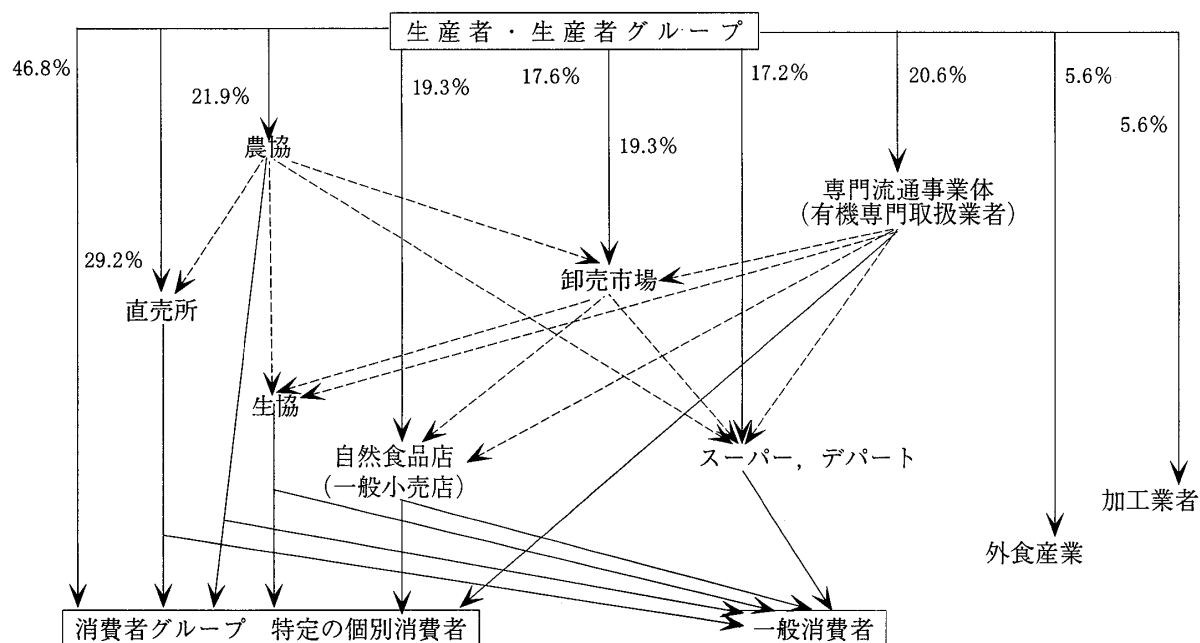 生産者・生産者グループ
46.8%
21.9%
19.3%
17.6%
17.2%
20.6%
5.6%
5.6%
19.3%
農協
専門流通事業体
(有機専門取扱業者)
29.2%
卸売市場
直売所
生協
自然食品店
(一般小売店)
スーパー，デパート
加工業者
外食産業
消費者グループ 特定の個別消費者
一般消費者